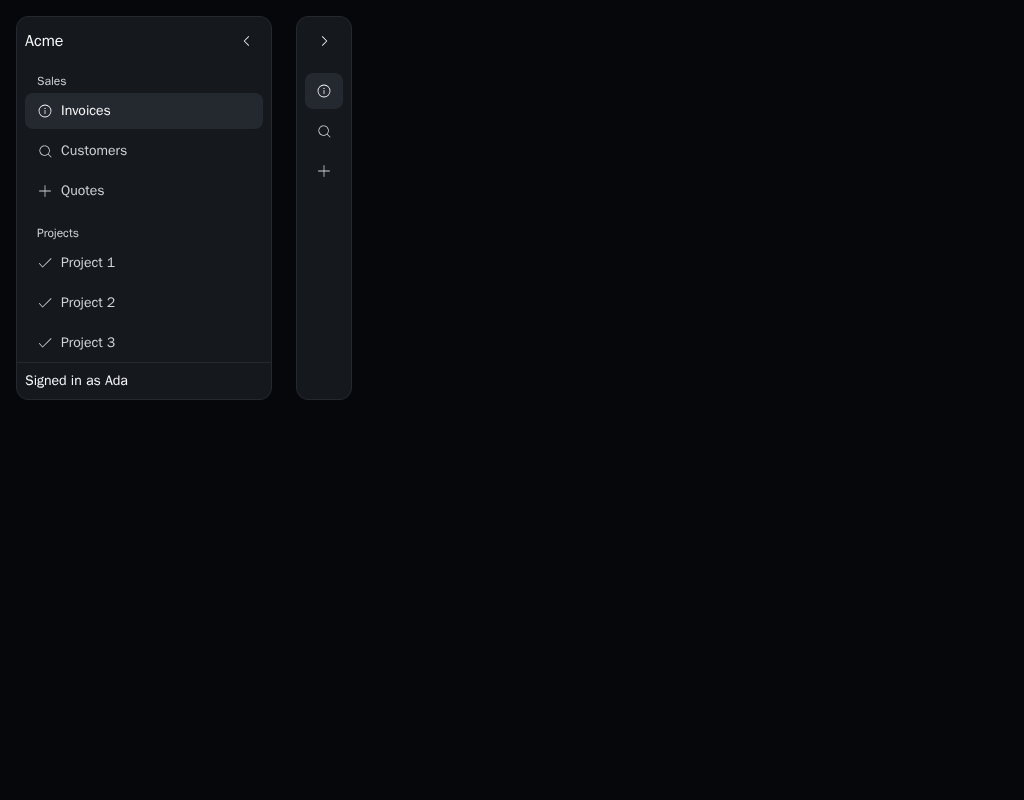 Acme
Sales
Invoices
Customers
Quotes
Projects
Project 1
Project 2
Project 3
Signed in as Ada